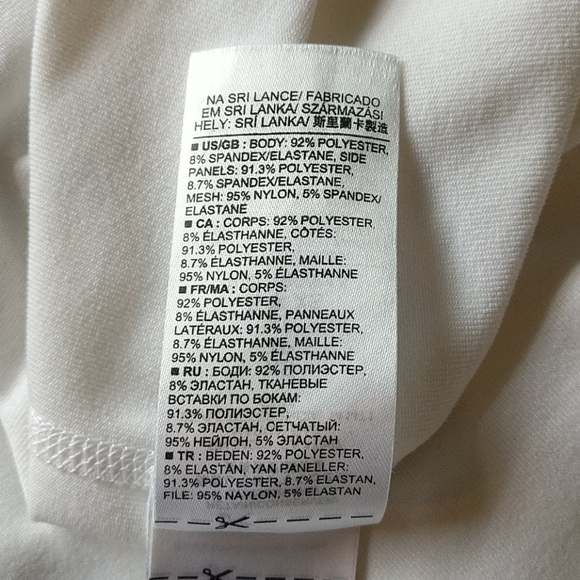 NA SRI LANCE/ FABRICADO
EM SRI LANKA/ SZÁRMAZÁSI
HELY: SRÍ LANKA/ 斯里蘭卡製造
■ US/GB : BODY: 92% POLYESTER,
8% SPANDEX/ELASTANE, SIDE
PANELS: 91.3% POLYESTER,
8.7% SPANDEX/ELASTANE,
MESH: 95% NYLON, 5% SPANDEX/
ELASTANE
■ CA : CORPS: 92% POLYESTER,
8% ÉLASTHANNE, CÔTÉS:
91.3% POLYESTER,
8.7% ÉLASTHANNE, MAILLE:
95% NYLON, 5% ÉLASTHANNE
■ FR/MA : CORPS:
92% POLYESTER,
8% ÉLASTHANNE, PANNEAUX
LATÉRAUX: 91.3% POLYESTER,
8.7% ÉLASTHANNE, MAILLE:
95% NYLON, 5% ÉLASTHANNE
■ RU : БОДИ: 92% ПОЛИЭСТЕР,
8% ЭЛАСТАН, ТКАНЕВЫЕ
ВСТАВКИ ПО БОКАМ:
91.3% ПОЛИЭСТЕР,
8.7% ЭЛАСТАН, СЕТЧАТЫЙ:
95% НЕЙЛОН, 5% ЭЛАСТАН
■ TR : BEDEN: 92% POLYESTER,
8% ELASTAN, YAN PANELLER:
91.3% POLYESTER, 8.7% ELASTAN,
FILE: 95% NAYLON, 5% ELASTAN